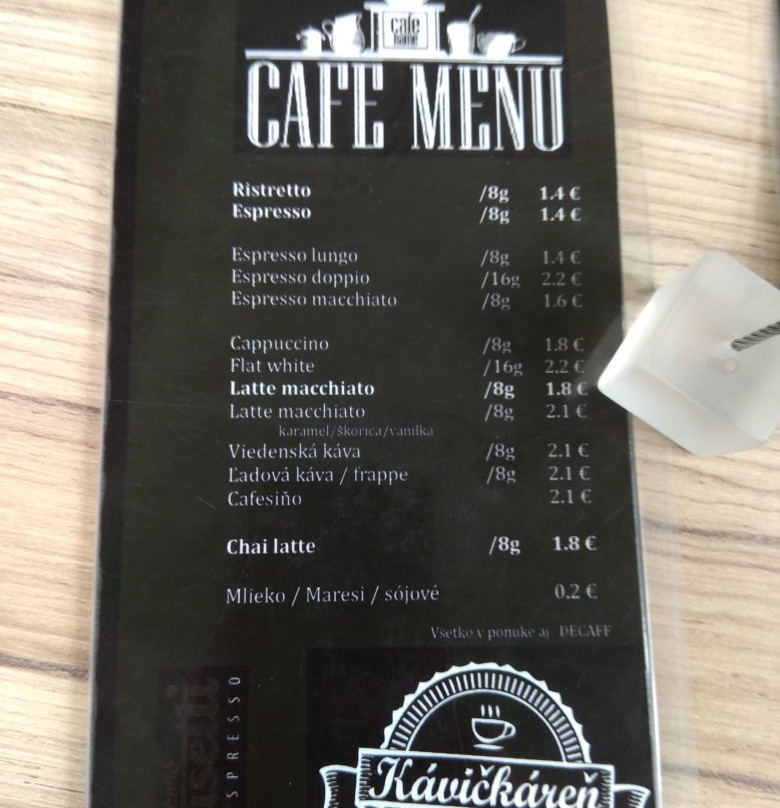 cafe
CAFE MENU
Ristretto /8g 1.4 €
Espresso /8g 1.4 €
Espresso lungo /8g 1.4 €
Espresso doppio /16g 2.2 €
Espresso macchiato /8g 1.6 €
Cappuccino /8g 1.8 €
Flat white /16g 2.2 €
Latte macchiato /8g 1.8 €
Latte macchiato /8g 2.1 €
karamel/škorica/vanilka
Viedenská káva /8g 2.1 €
Ľadová káva / frappe /8g 2.1 €
Cafesiňo 2.1 €
Chai latte /8g 1.8 €
Mlieko / Maresi / sójové 0.2 €
Všetko v ponuke aj DECAFF
Kávičkáreň